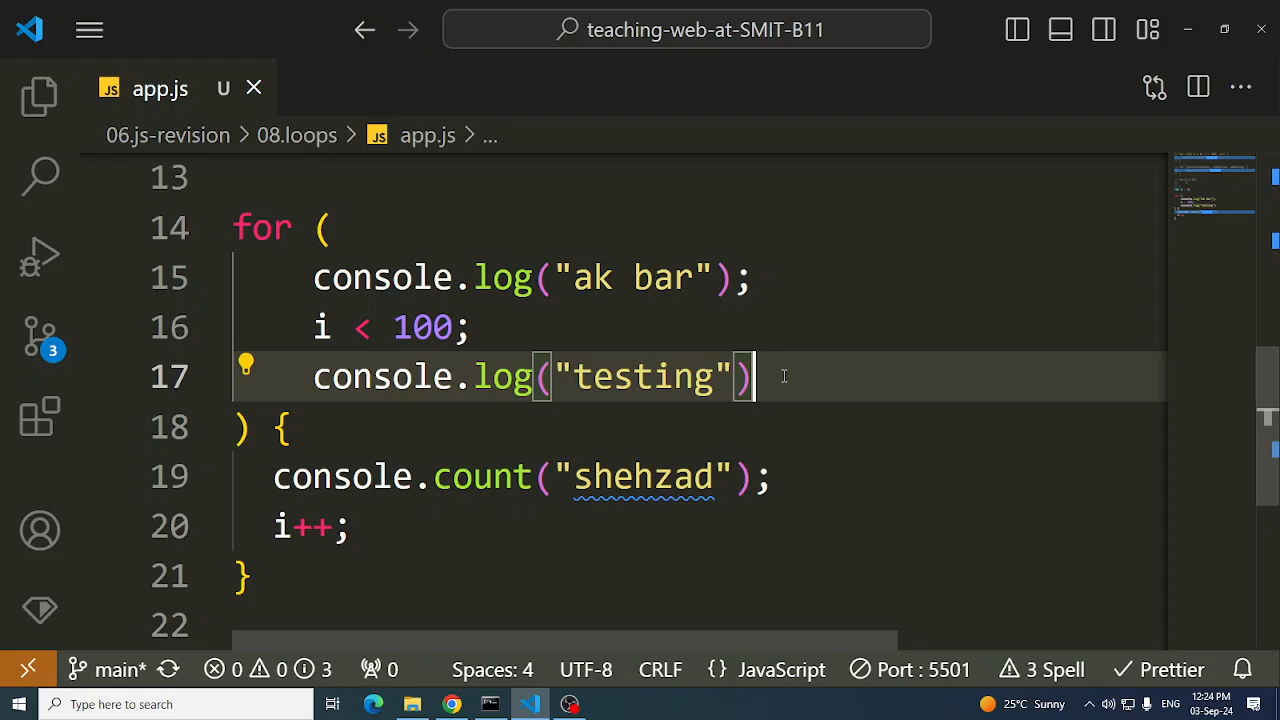 teaching-web-at-SMIT-B11
JS app.js U
06.js-revision > 08.loops > JS app.js > ...
13
14 for (
15 console.log("ak bar");
16 i < 100;
17 console.log("testing")
18 ) {
19 console.count("shehzad");
20 i++;
21 }
22
3
main* 0 0 3 0 Spaces: 4 UTF-8 CRLF {} JavaScript Port : 5501 3 Spell Prettier
Type here to search 25°C Sunny ENG 12:24 PM
03-Sep-24